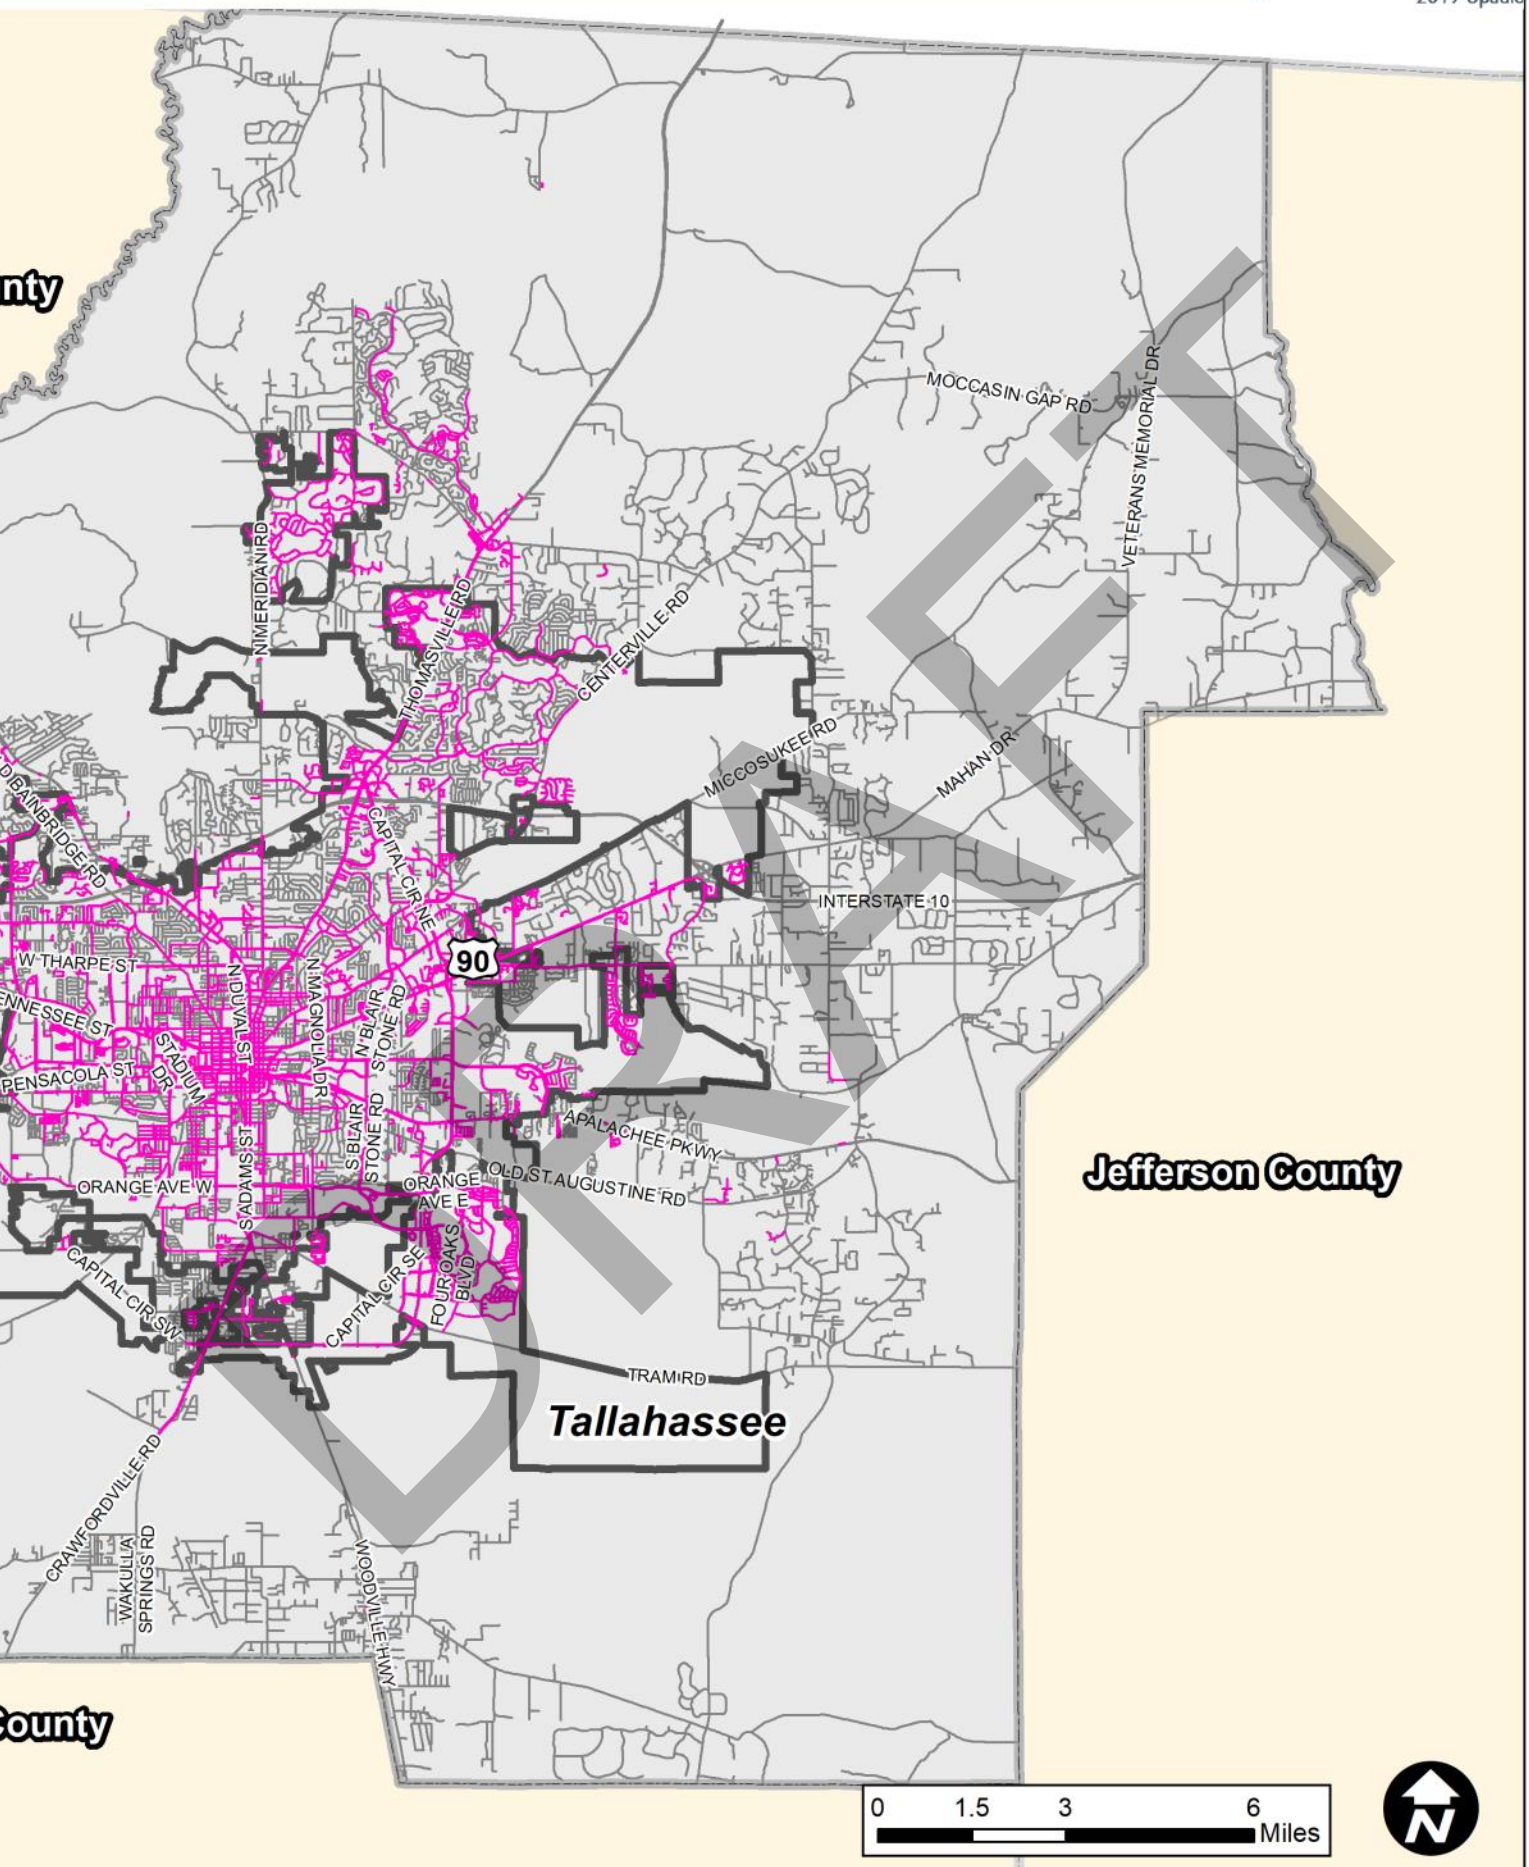 2019 Update
nty
MOCCASIN GAP RD
VETERANS MEMORIAL DR
N MERIDIAN RD
THOMASVILLE RD
CENTERVILLE RD
MICCOSUKEE RD
MAHAN DR
D BAINBRIDGE RD
CAPITAL CIR NE
INTERSTATE 10
90
W THARPE ST
ENNESSEE ST
N DUVAL ST
N MAGNOLIA DR
N BLAIR
STONE RD
STADIUM
DR
PENSACOLA ST
S BLAIR
STONE RD
APALACHEE PKWY
Jefferson County
OLD ST.AUGUSTINE RD
ORANGE AVE W
S ADAMS ST
ORANGE
AVE E
CAPITAL CIR SW
CAPITAL CIR SE
FOUR OAKS
BLVD
TRAM RD
Tallahassee
CRAWFORDVILLE RD
WAKULLA
SPRINGS RD
WOODVILLE HWY
County
DRAFT
0 1.5 3 6
Miles
N